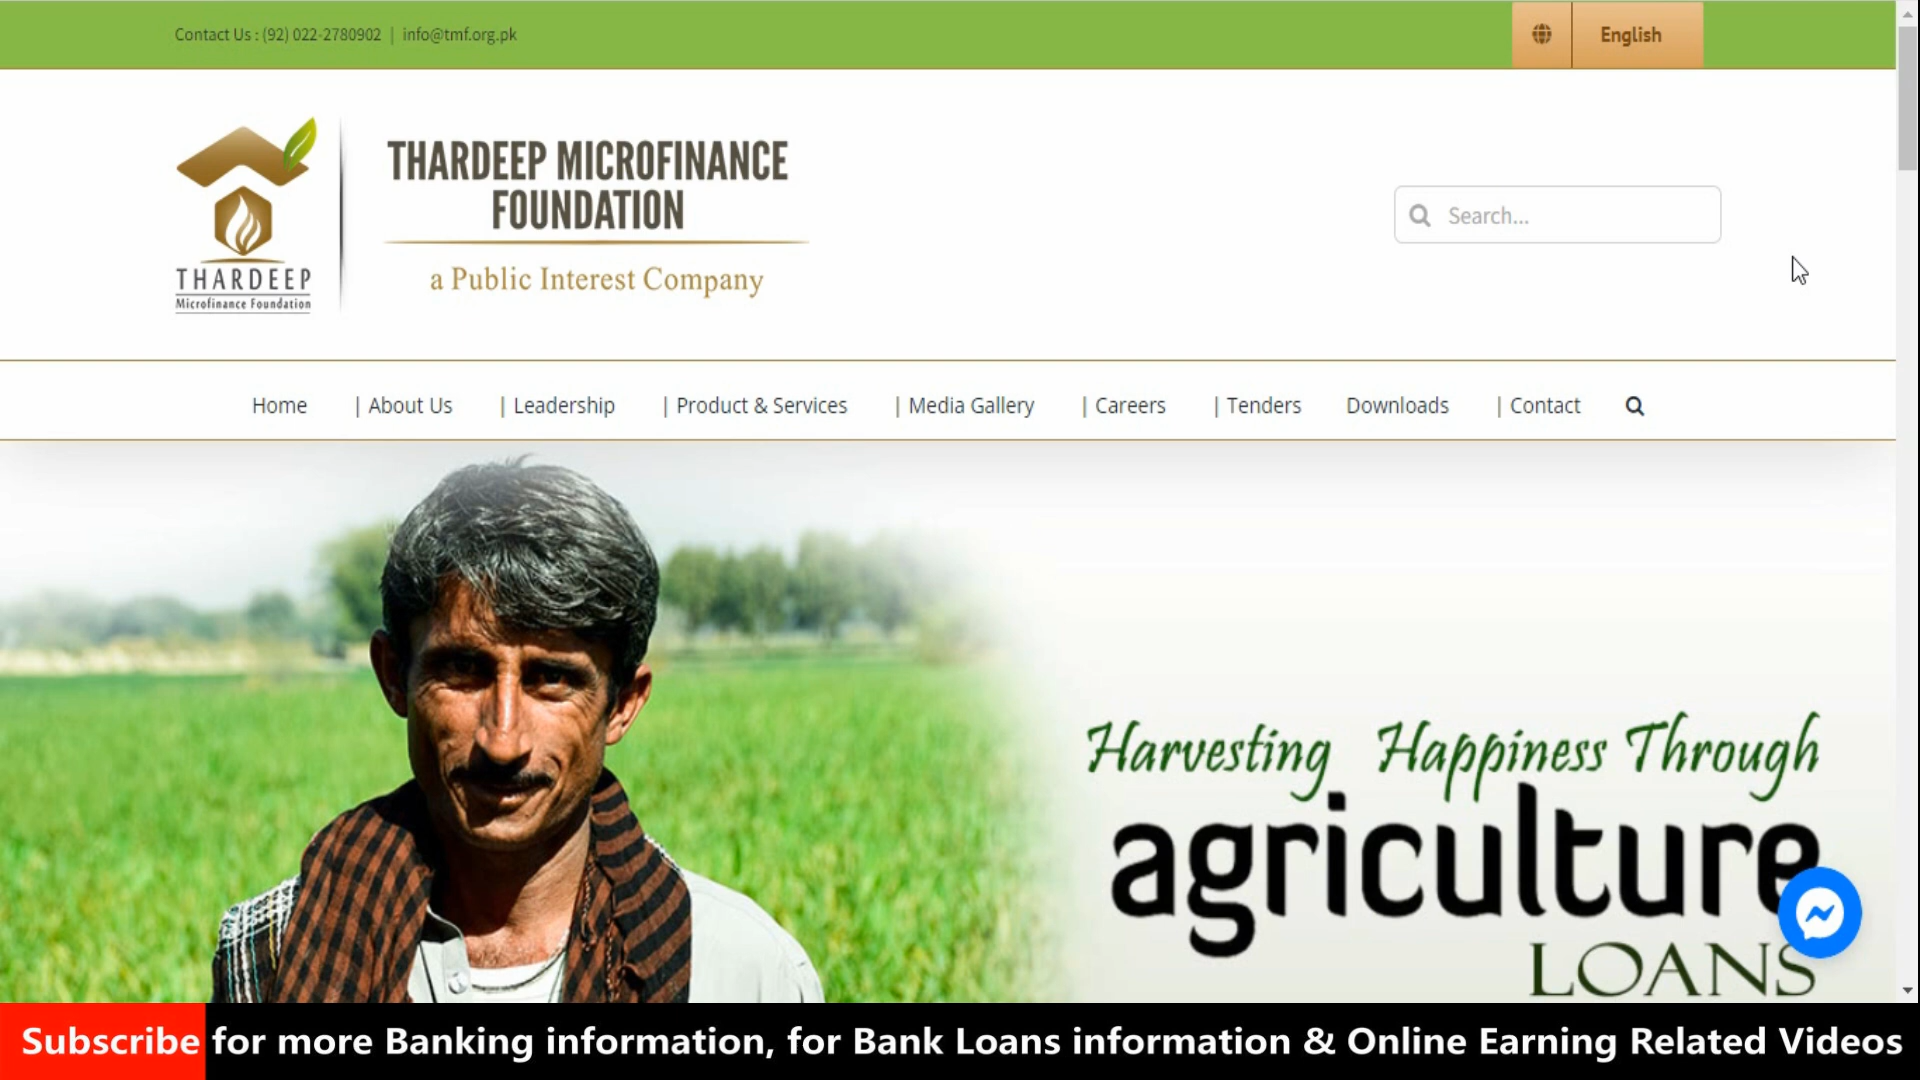 Contact Us : (92) 022-2780902 | info@tmf.org.pk
English
THARDEEP
Microfinance Foundation
THARDEEP MICROFINANCE
FOUNDATION
a Public Interest Company
Search...
Home | About Us | Leadership | Product & Services | Media Gallery | Careers | Tenders Downloads | Contact
Harvesting Happiness Through
agriculture
LOANS
Subscribe for more Banking information, for Bank Loans information & Online Earning Related Videos